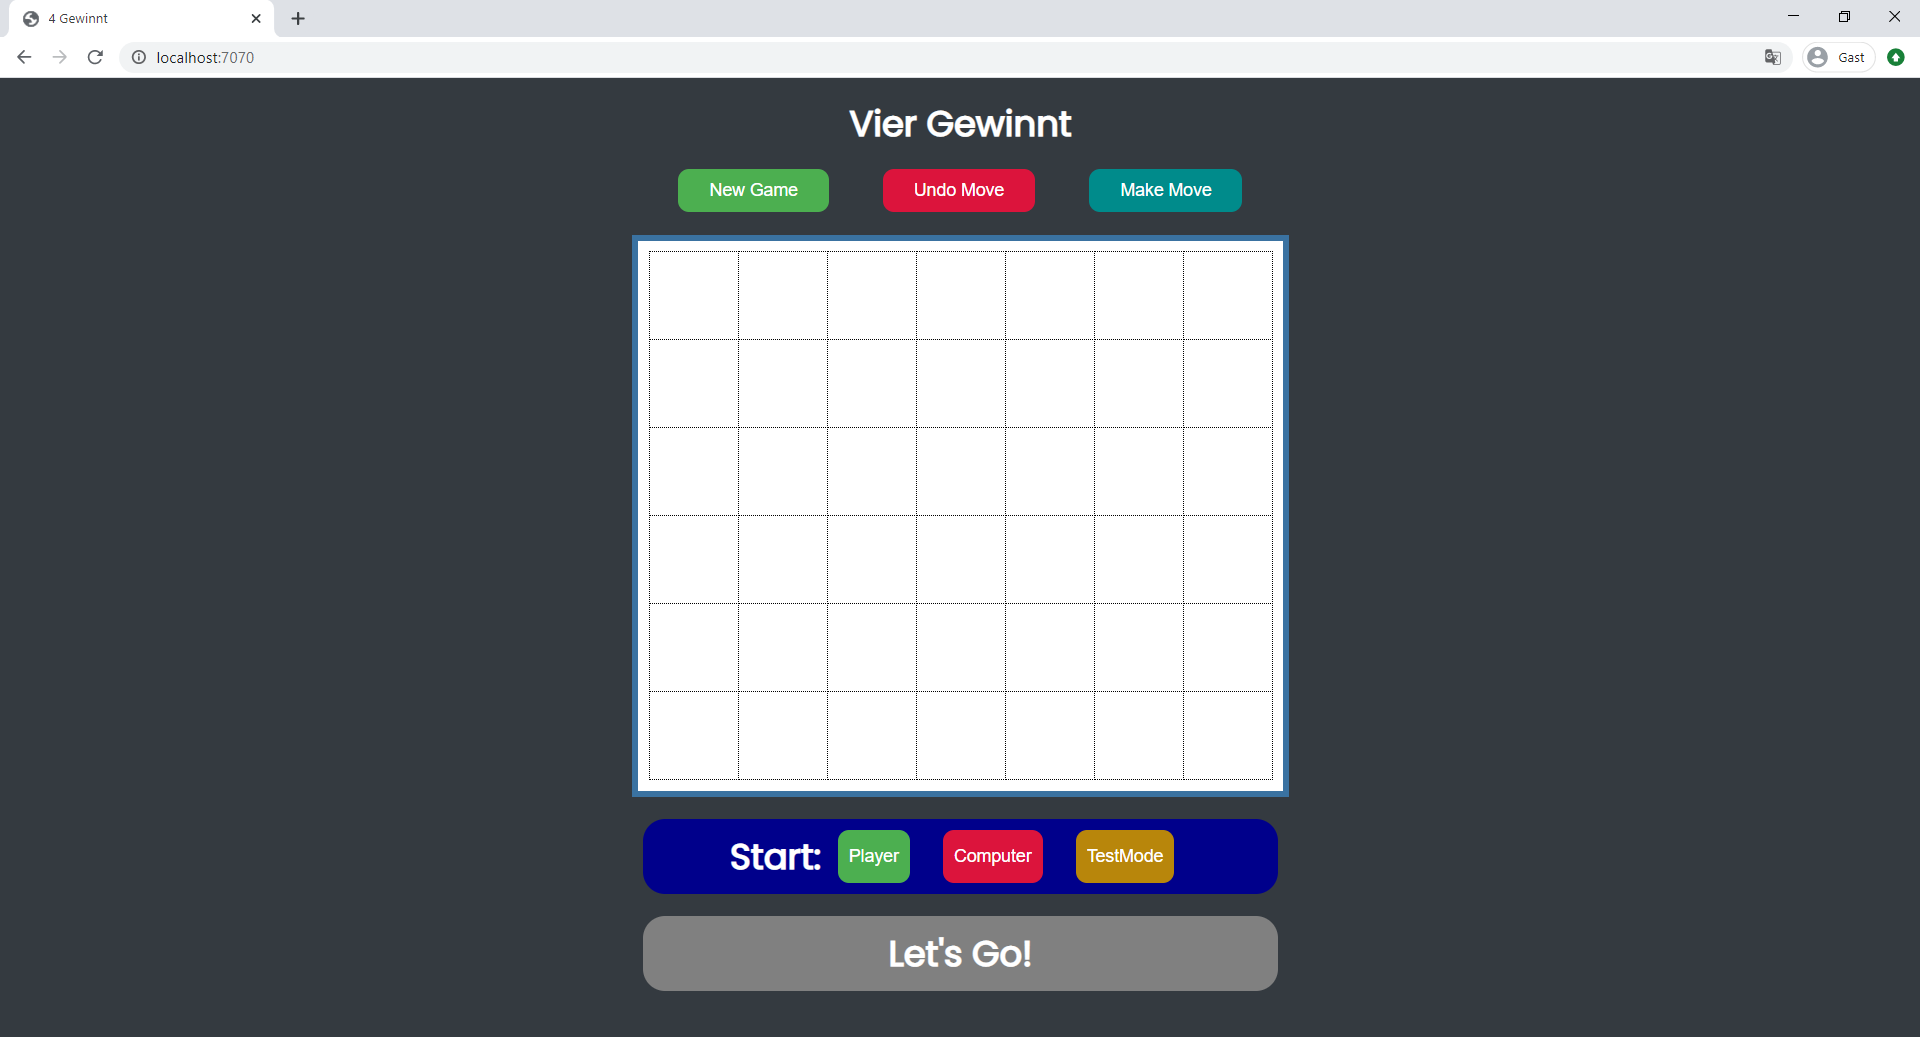 4 Gewinnt
localhost:7070
Gast
Vier Gewinnt
New Game
Undo Move
Make Move
Start:
Player
Computer
TestMode
Let's Go!